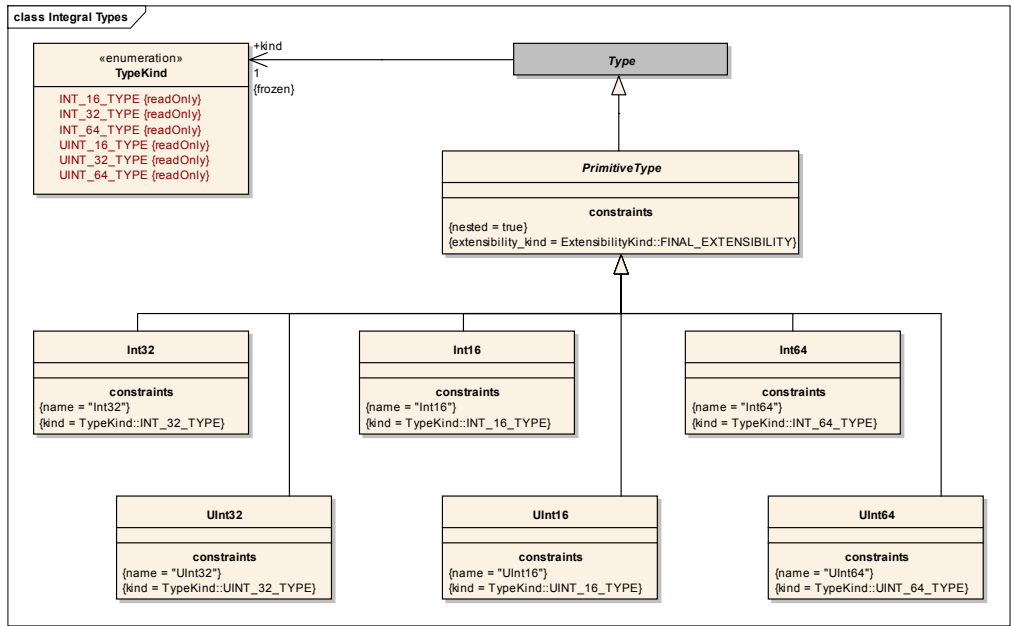 class Integral Types
«enumeration»
TypeKind
INT_16_TYPE {readOnly}
INT_32_TYPE {readOnly}
INT_64_TYPE {readOnly}
UINT_16_TYPE {readOnly}
UINT_32_TYPE {readOnly}
UINT_64_TYPE {readOnly}
+kind
1
{frozen}
Type
PrimitiveType
constraints
{nested = true}
{extensibility_kind = ExtensibilityKind::FINAL_EXTENSIBILITY}
Int32
constraints
{name = "Int32"}
{kind = TypeKind::INT_32_TYPE}
Int16
constraints
{name = "Int16"}
{kind = TypeKind::INT_16_TYPE}
Int64
constraints
{name = "Int64"}
{kind = TypeKind::INT_64_TYPE}
UInt32
constraints
{name = "UInt32"}
{kind = TypeKind::UINT_32_TYPE}
UInt16
constraints
{name = "UInt16"}
{kind = TypeKind::UINT_16_TYPE}
UInt64
constraints
{name = "UInt64"}
{kind = TypeKind::UINT_64_TYPE}